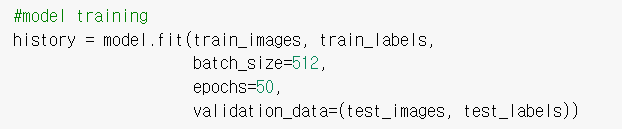 #model training
history = model.fit(train_images, train_labels,
                    batch_size=512,
                    epochs=50,
                    validation_data=(test_images, test_labels))